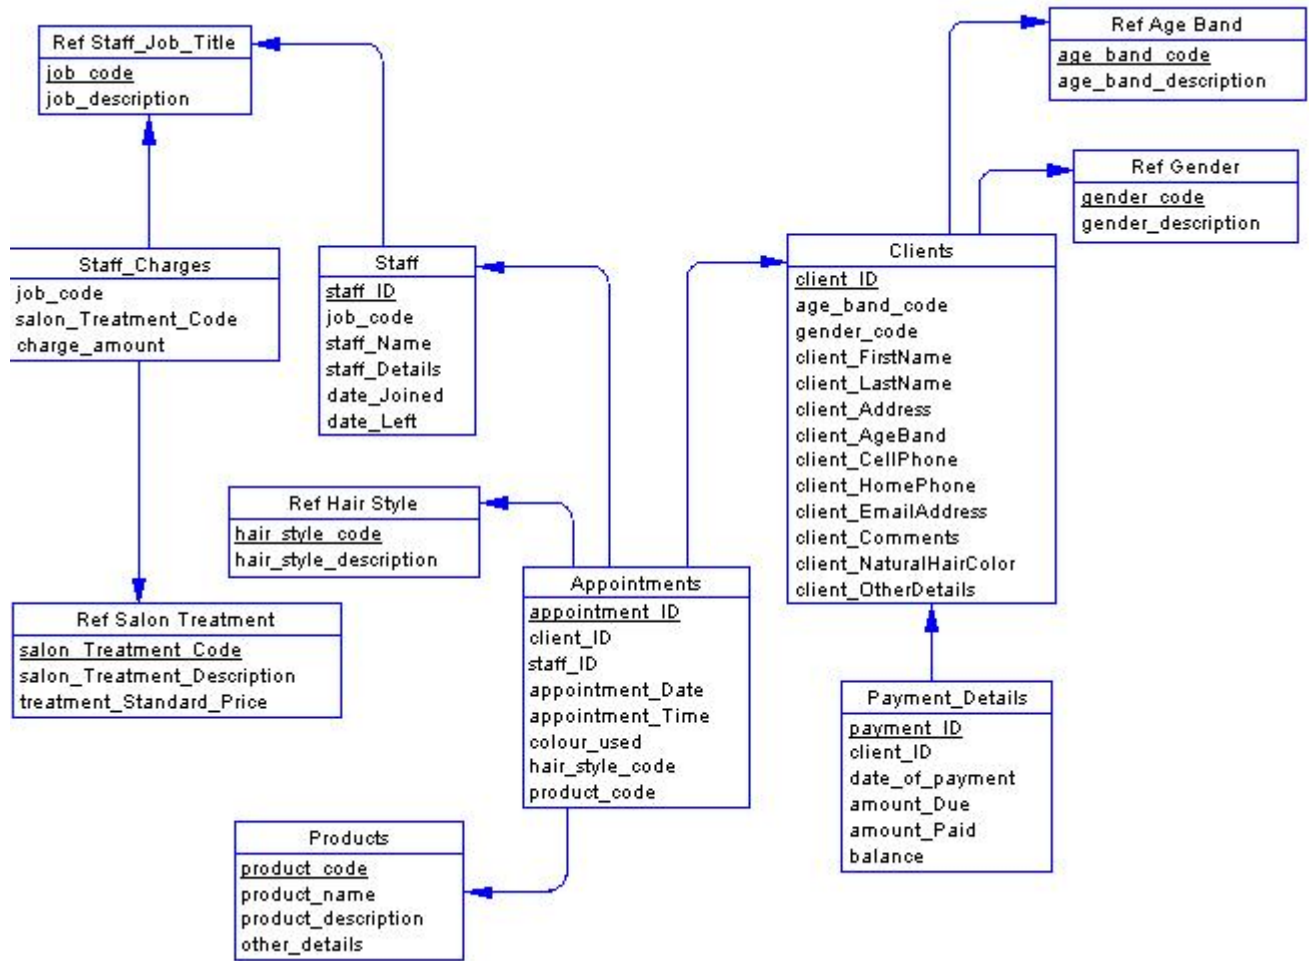 Ref Staff_Job_Title
job_code
job_description
Ref Age Band
age_band_code
age_band_description
Ref Gender
gender_code
gender_description
Staff_Charges
job_code
salon_Treatment_Code
charge_amount
Staff
staff_ID
job_code
staff_Name
staff_Details
date_Joined
date_Left
Clients
client_ID
age_band_code
gender_code
client_FirstName
client_LastName
client_Address
client_AgeBand
client_CellPhone
client_HomePhone
client_EmailAddress
client_Comments
client_NaturalHairColor
client_OtherDetails
Ref Hair Style
hair_style_code
hair_style_description
Appointments
appointment_ID
client_ID
staff_ID
appointment_Date
appointment_Time
colour_used
hair_style_code
product_code
Ref Salon Treatment
salon_Treatment_Code
salon_Treatment_Description
treatment_Standard_Price
Payment_Details
payment_ID
client_ID
date_of_payment
amount_Due
amount_Paid
balance
Products
product_code
product_name
product_description
other_details